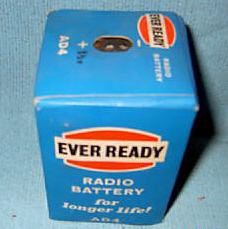 EVER READY
RADIO
BATTERY
AD4
EVER READY
RADIO
BATTERY
for
longer life!
AD4